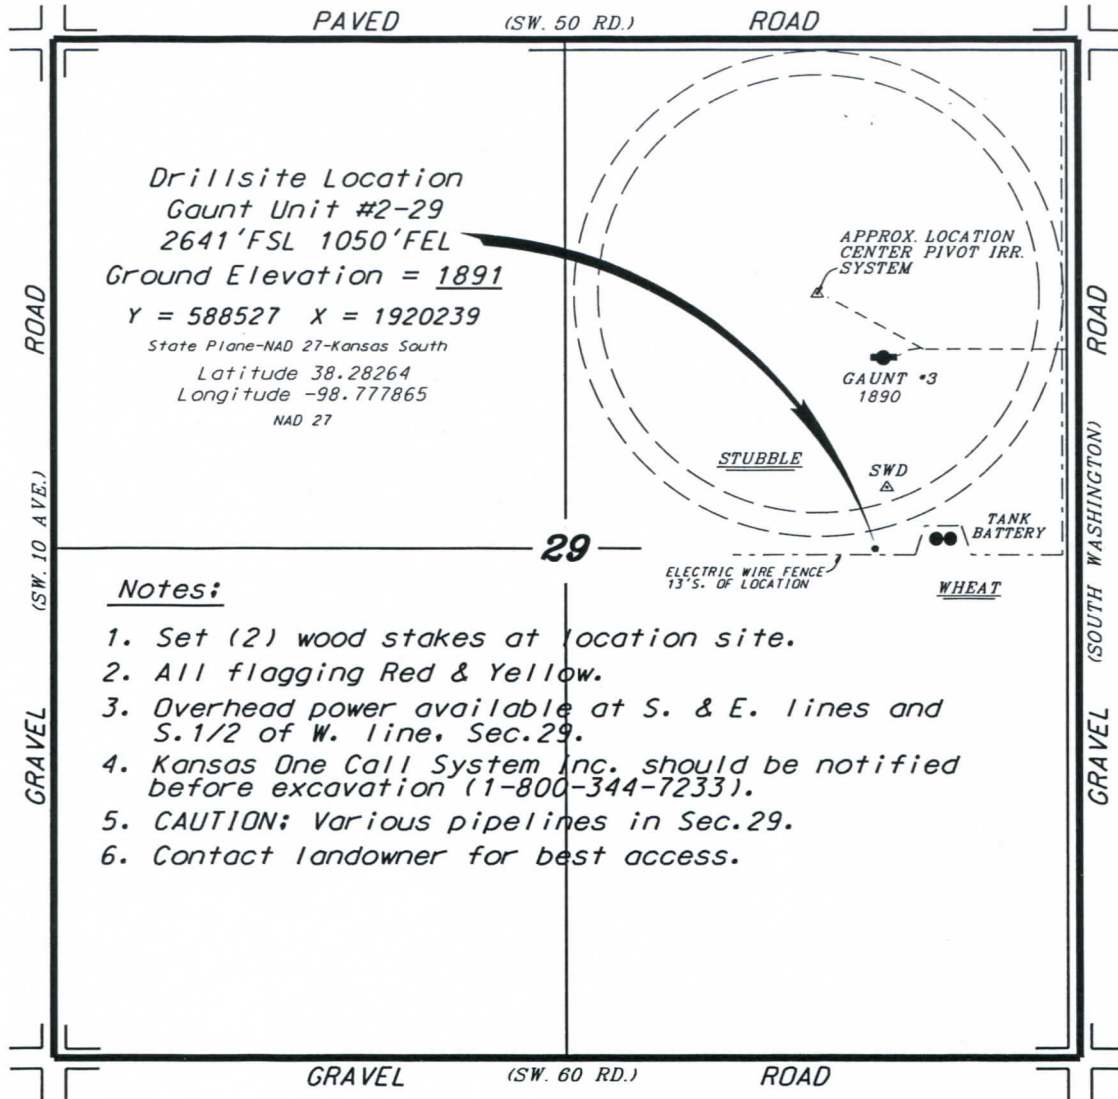 PAVED (SW. 50 RD.) ROAD
Drillsite Location
Gaunt Unit #2-29
2641'FSL 1050'FEL
Ground Elevation = 1891
Y = 588527 X = 1920239
State Plane-NAD 27-Kansas South
Latitude 38.28264
Longitude -98.777865
NAD 27
APPROX. LOCATION
CENTER PIVOT IRR.
SYSTEM
GAUNT #3
1890
STUBBLE
SWD
TANK
BATTERY
ELECTRIC WIRE FENCE
13'S. OF LOCATION
WHEAT
29
GRAVEL (SW. 10 AVE.) ROAD
GRAVEL (SOUTH WASHINGTON) ROAD
Notes:
1. Set (2) wood stakes at location site.
2. All flagging Red & Yellow.
3. Overhead power available at S. & E. lines and
S.1/2 of W. line, Sec.29.
4. Kansas One Call System Inc. should be notified
before excavation (1-800-344-7233).
5. CAUTION: Various pipelines in Sec.29.
6. Contact landowner for best access.
GRAVEL (SW. 60 RD.) ROAD